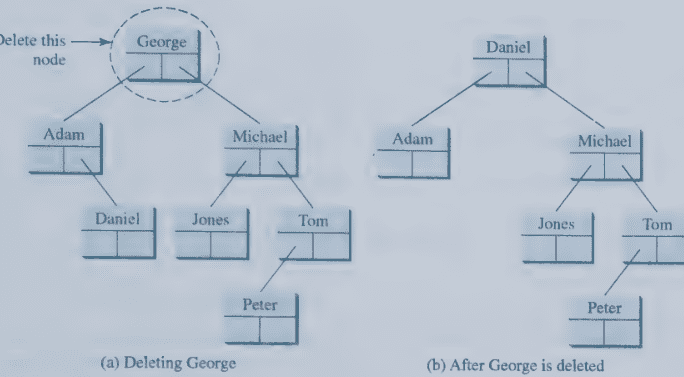 Delete this
node
George
Adam
Michael
Daniel
Jones
Tom
Peter
(a) Deleting George
Daniel
Adam
Michael
Jones
Tom
Peter
(b) After George is deleted